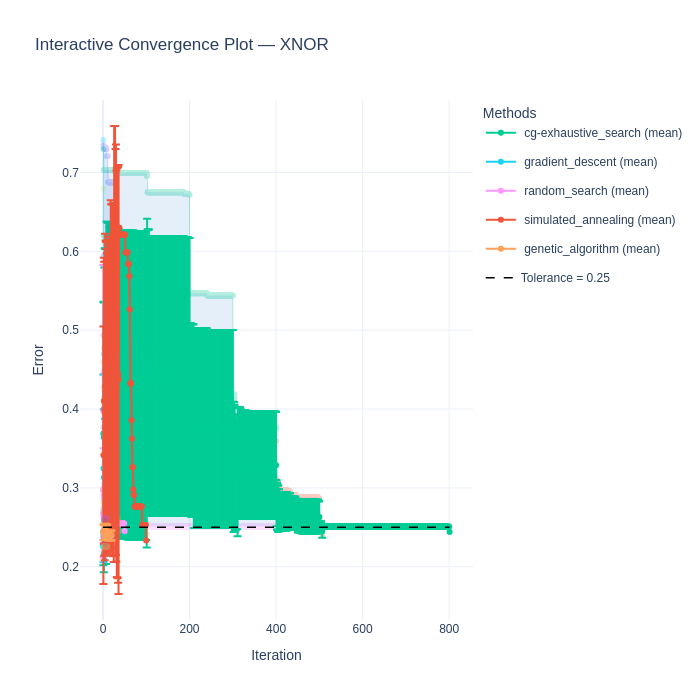 Interactive Convergence Plot — XNOR
Methods
cg-exhaustive_search (mean)
gradient_descent (mean)
random_search (mean)
simulated_annealing (mean)
genetic_algorithm (mean)
Tolerance = 0.25
Error
0.7
0.6
0.5
0.4
0.3
0.2
0
200
400
600
800
Iteration